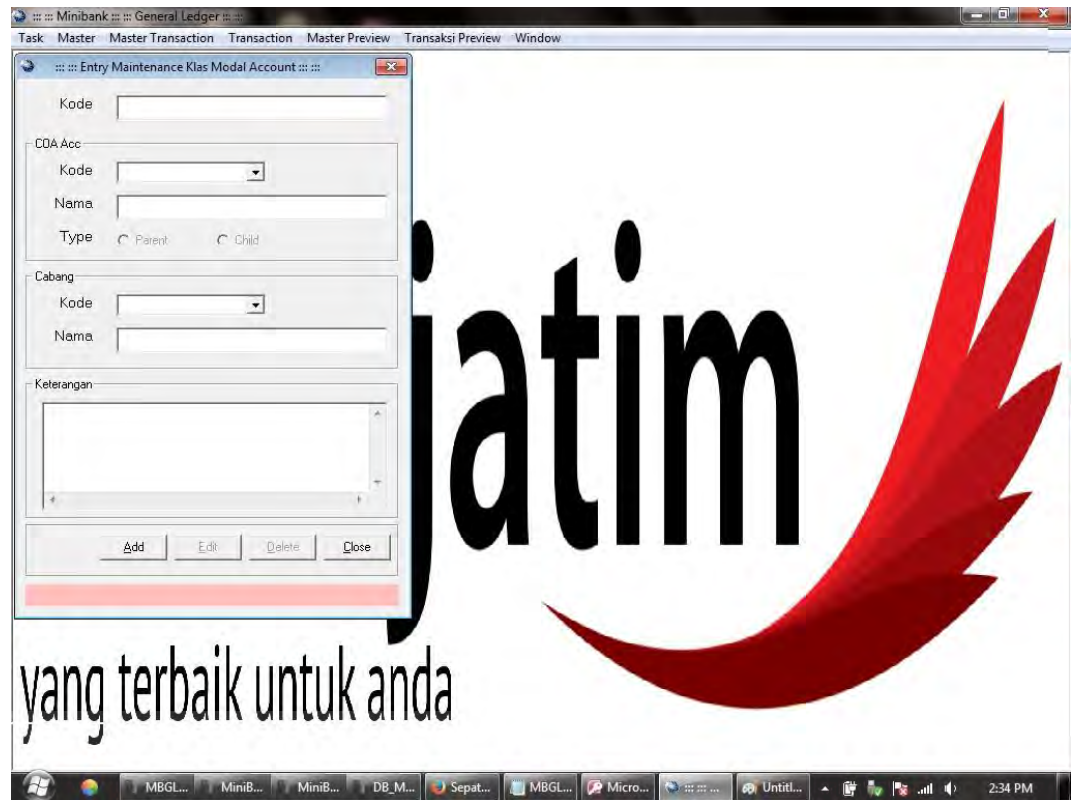 ::: ::: Minibank ::: ::: General Ledger ::: :::
Task Master Master Transaction Transaction Master Preview Transaksi Preview Window
::: ::: Entry Maintenance Klas Modal Account ::: :::
Kode
COA Acc
Kode
Nama
Type Parent Child
Cabang
Kode
Nama
Keterangan
Add Edit Delete Close
jatim
yang terbaik untuk anda
MBGL... MiniB... MiniB... DB_M... Sepat... MBGL... Micro... ::: ::: ... Untitl... 2:34 PM